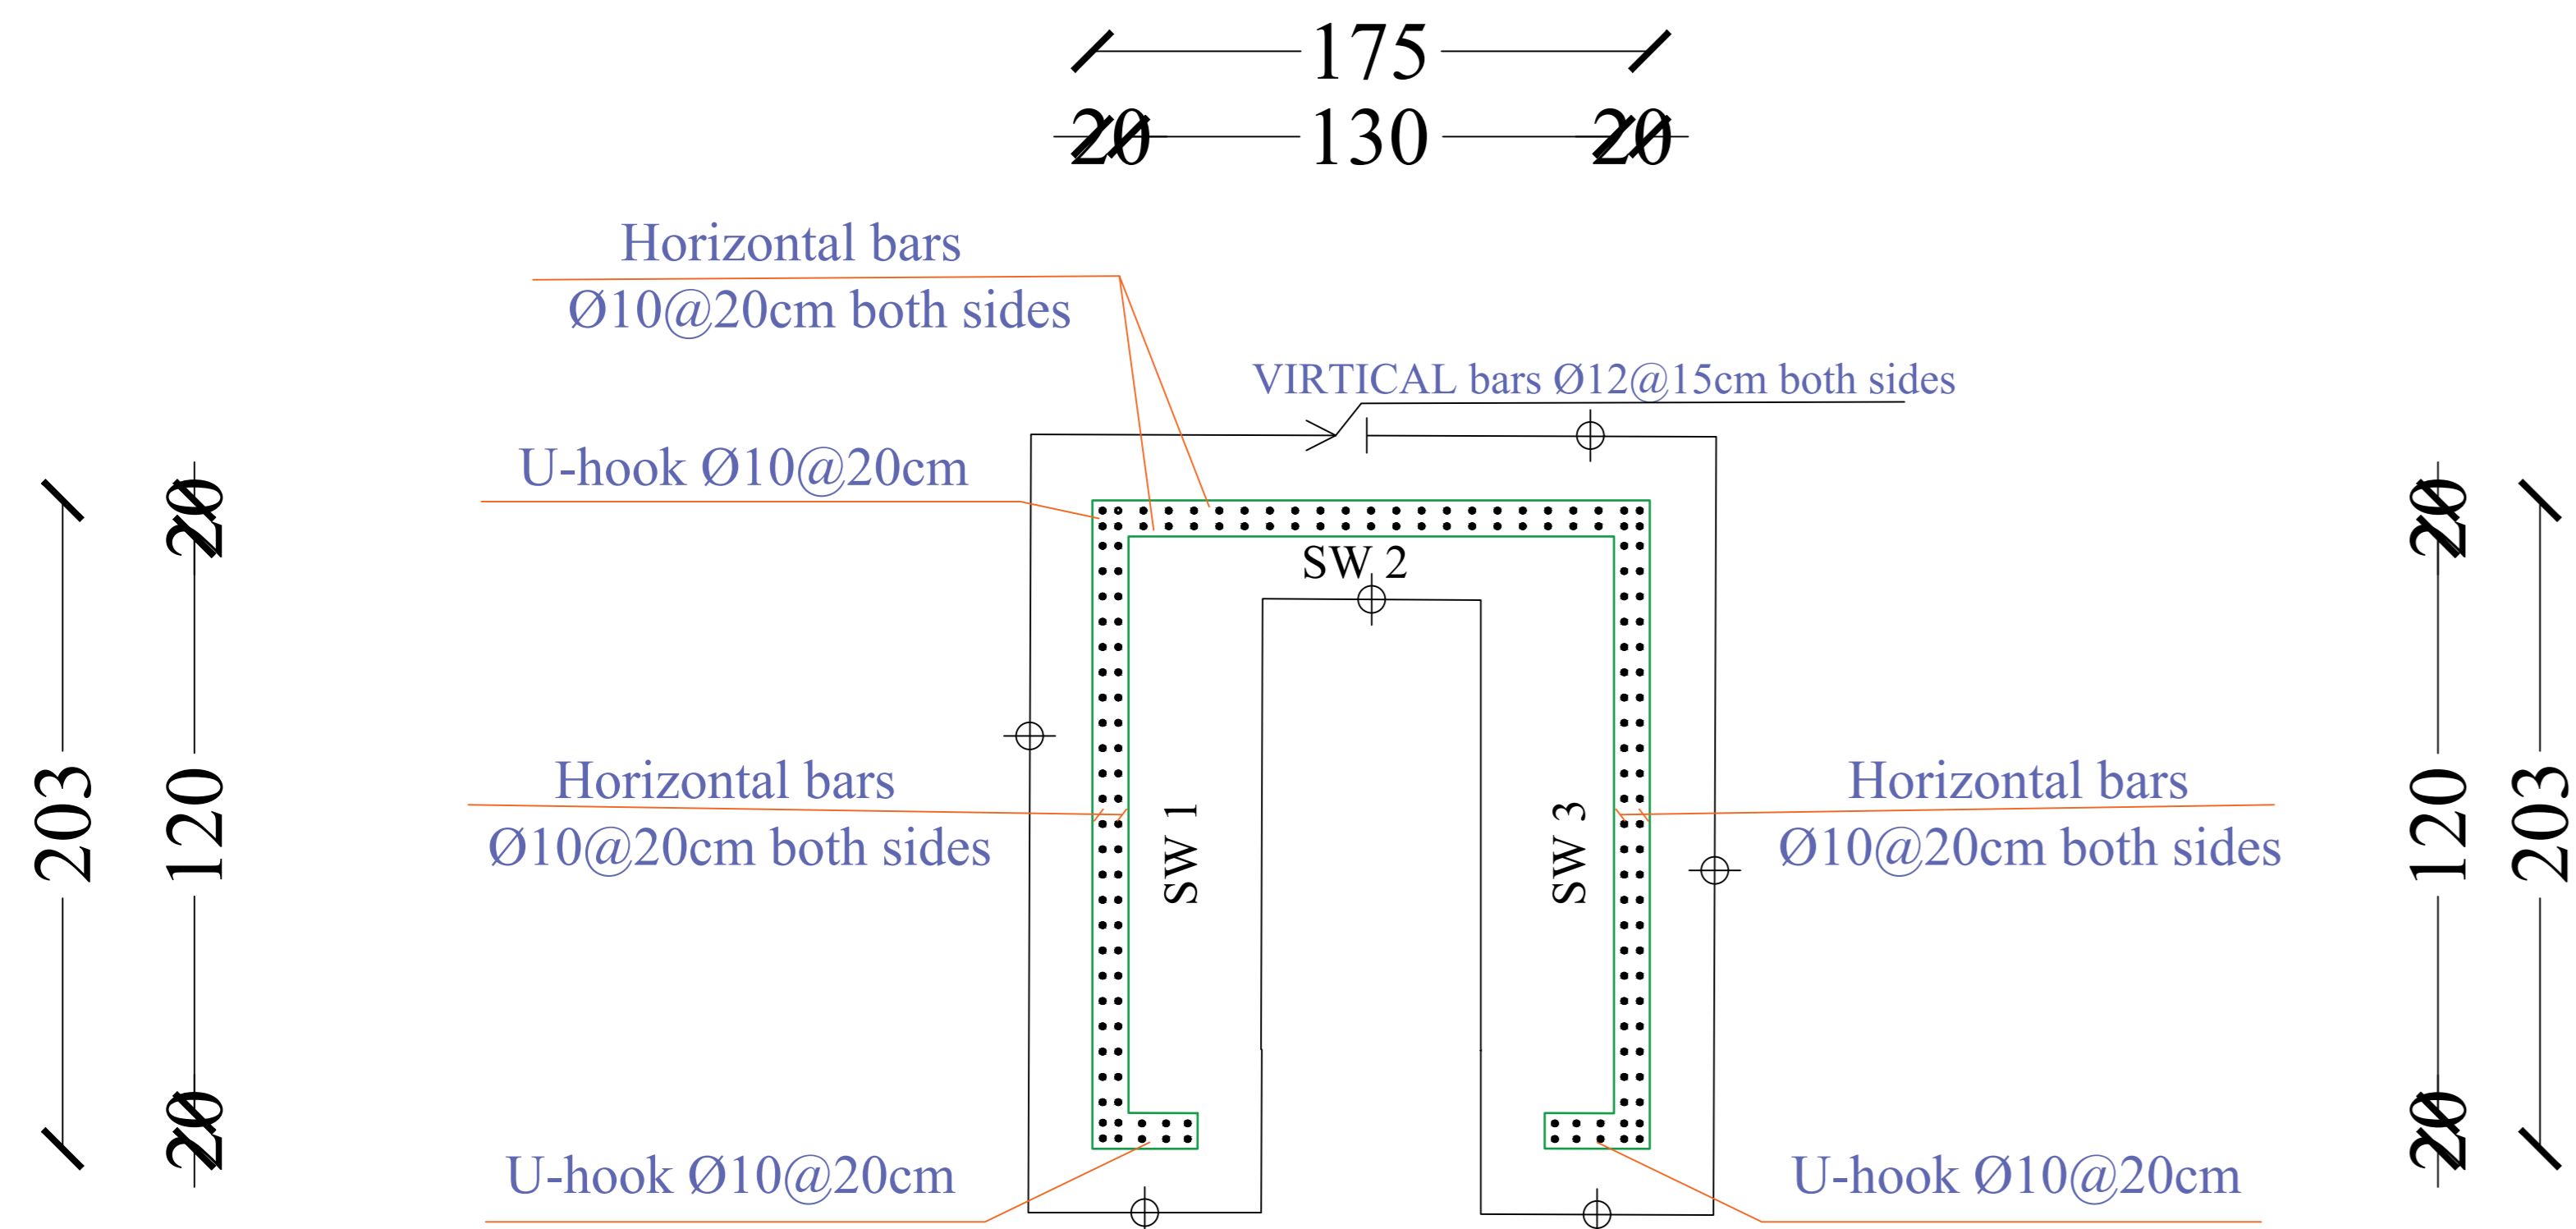 175
20 130 20
Horizontal bars
Ø10@20cm both sides
VIRTICAL bars Ø12@15cm both sides
U-hook Ø10@20cm
20
20
SW 2
203
120
Horizontal bars
Ø10@20cm both sides
SW 1
SW 3
Horizontal bars
Ø10@20cm both sides
120
203
20
20
U-hook Ø10@20cm
U-hook Ø10@20cm